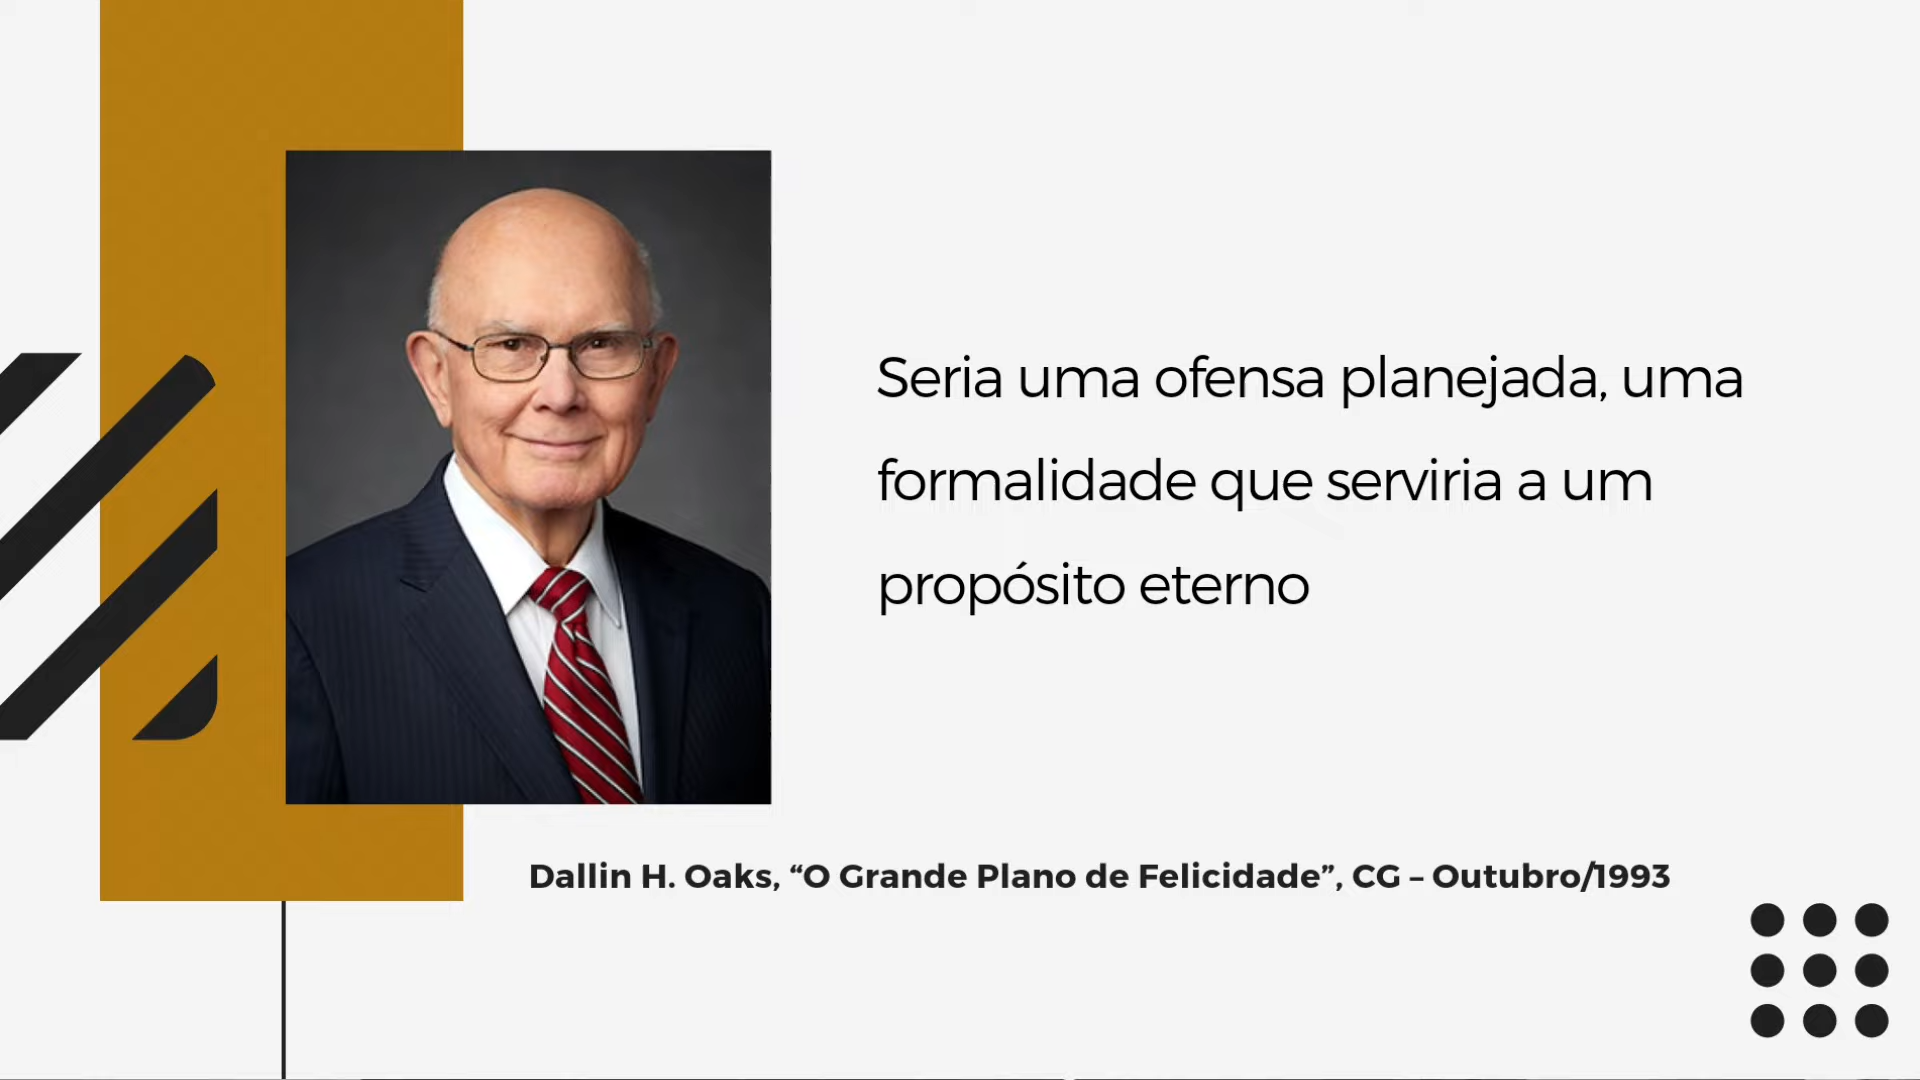 Seria uma ofensa planejada, uma
formalidade que serviria a um
propósito eterno
Dallin H. Oaks, “O Grande Plano de Felicidade”, CG – Outubro/1993